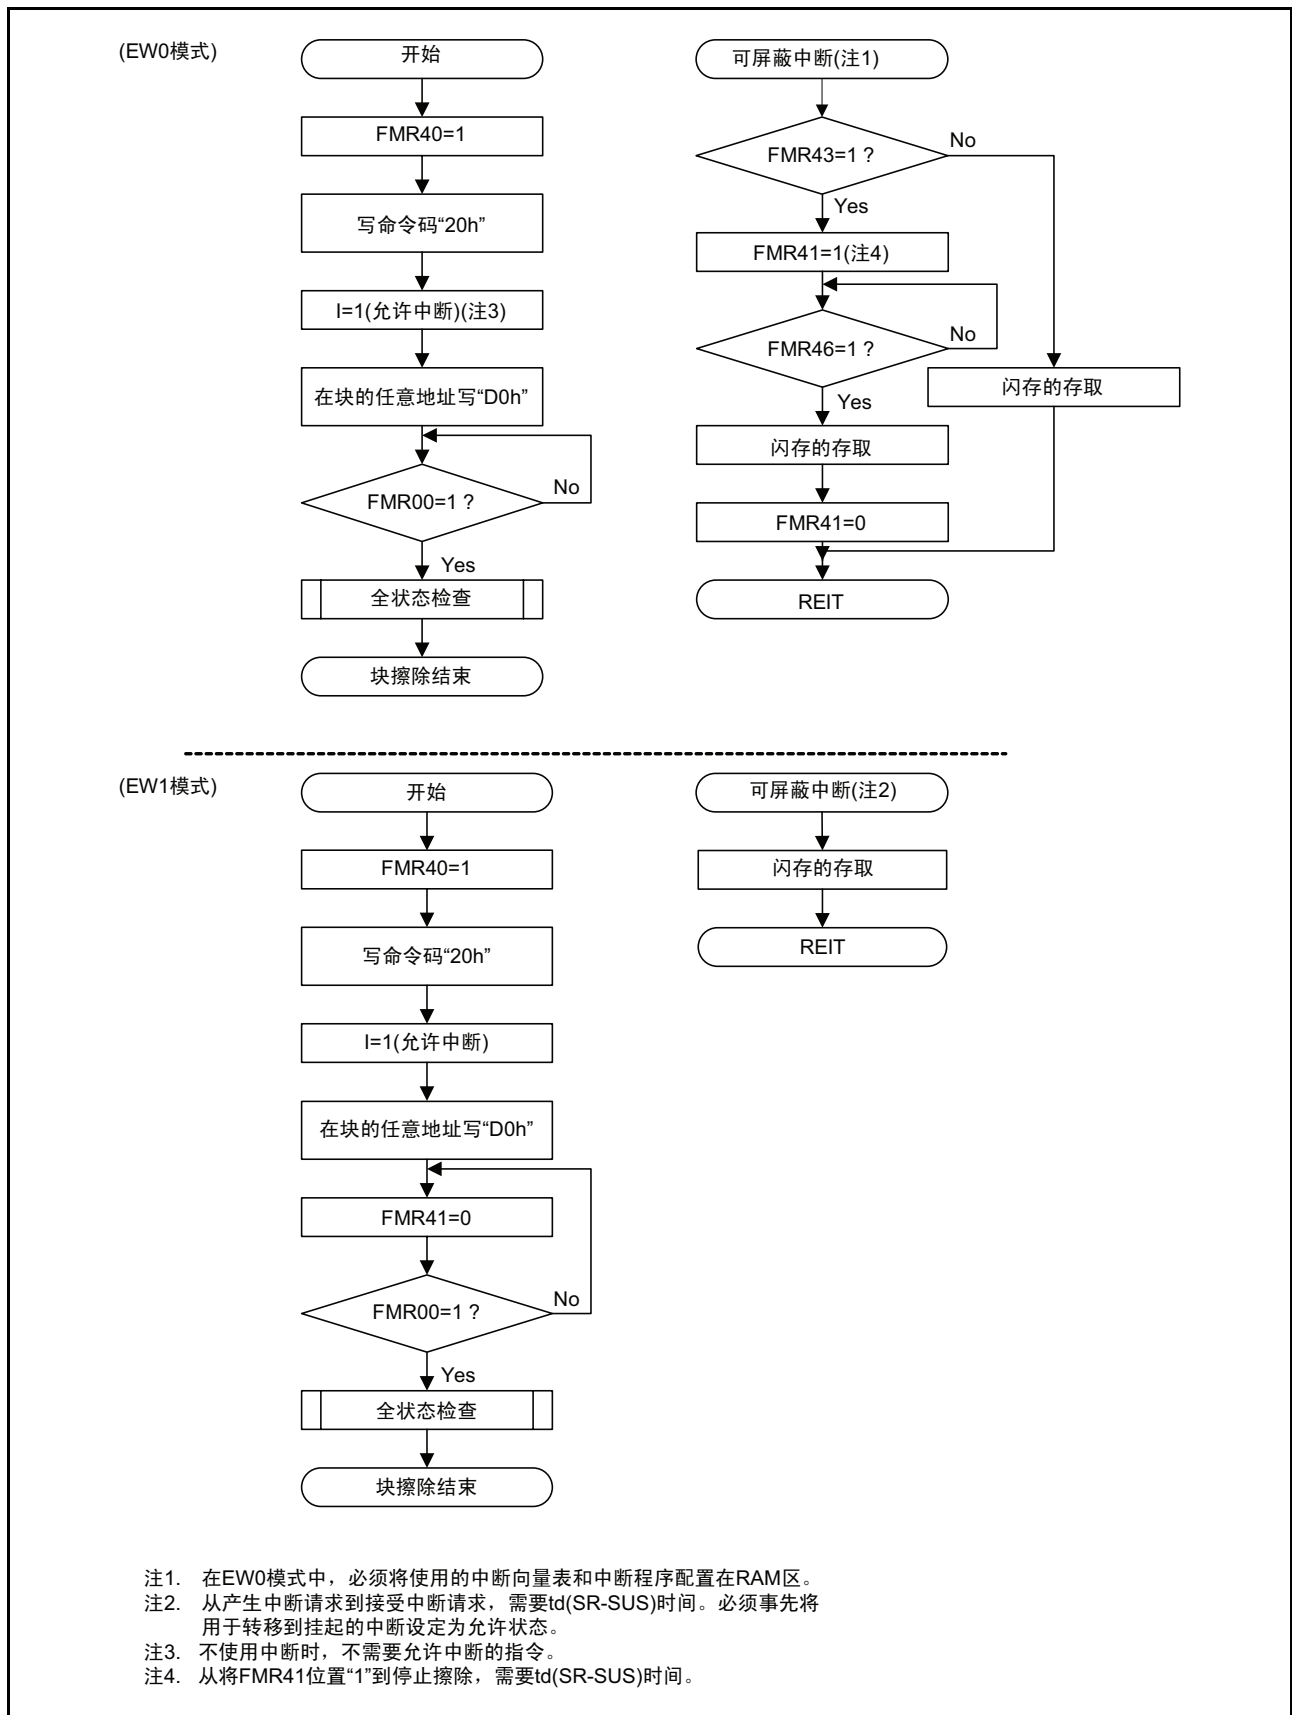 (EW0模式)
开始
FMR40=1
写命令码“20h”
I=1(允许中断)(注3)
在块的任意地址写“D0h”
FMR00=1 ?
No
Yes
全状态检查
块擦除结束
可屏蔽中断(注1)
FMR43=1 ?
No
Yes
FMR41=1(注4)
FMR46=1 ?
No
Yes
闪存的存取
闪存的存取
FMR41=0
REIT
(EW1模式)
开始
FMR40=1
写命令码“20h”
I=1(允许中断)
在块的任意地址写“D0h”
FMR41=0
FMR00=1 ?
No
Yes
全状态检查
块擦除结束
可屏蔽中断(注2)
闪存的存取
REIT
注1. 在EW0模式中，必须将使用的中断向量表和中断程序配置在RAM区。
注2. 从产生中断请求到接受中断请求，需要td(SR-SUS)时间。必须事先将
用于转移到挂起的中断设定为允许状态。
注3. 不使用中断时，不需要允许中断的指令。
注4. 从将FMR41位置“1”到停止擦除，需要td(SR-SUS)时间。